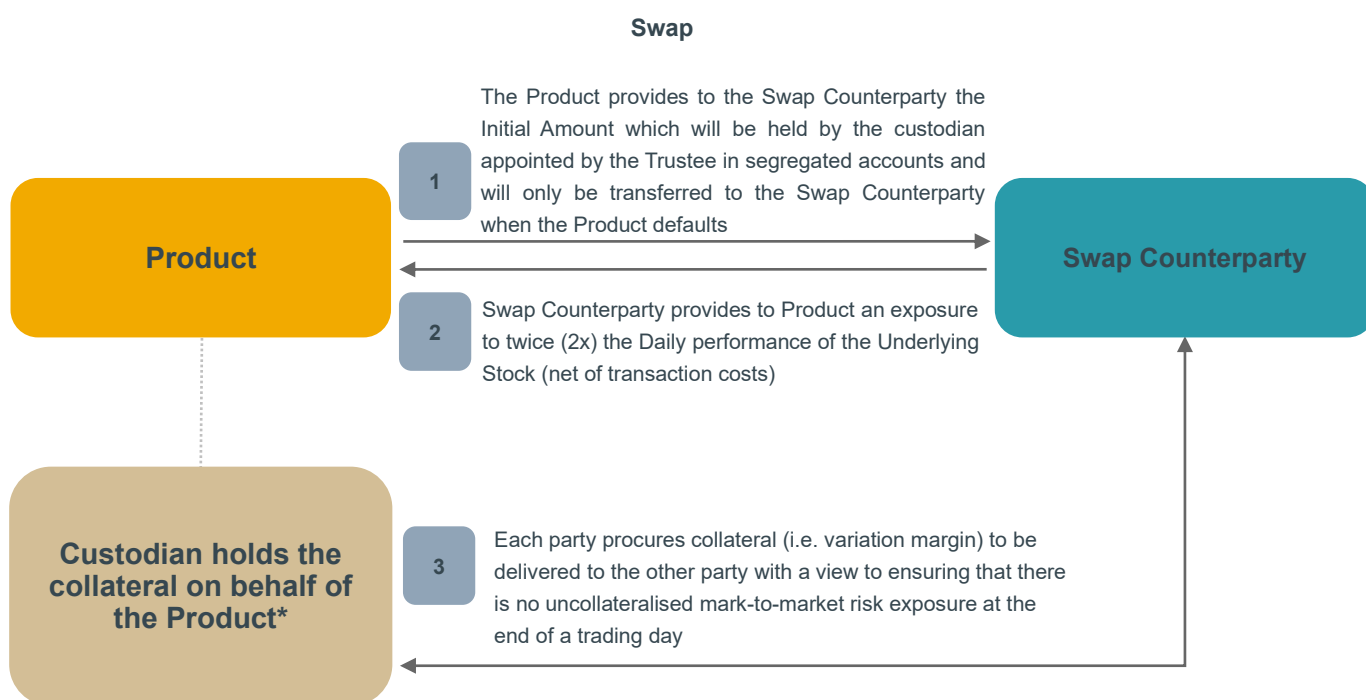 Swap
The Product provides to the Swap Counterparty the
Initial Amount which will be held by the custodian
appointed by the Trustee in segregated accounts and
will only be transferred to the Swap Counterparty
when the Product defaults
1
Product
Swap Counterparty
2
Swap Counterparty provides to Product an exposure
to twice (2x) the Daily performance of the Underlying
Stock (net of transaction costs)
Custodian holds the
collateral on behalf of
the Product*
3
Each party procures collateral (i.e. variation margin) to be
delivered to the other party with a view to ensuring that there
is no uncollateralised mark-to-market risk exposure at the
end of a trading day